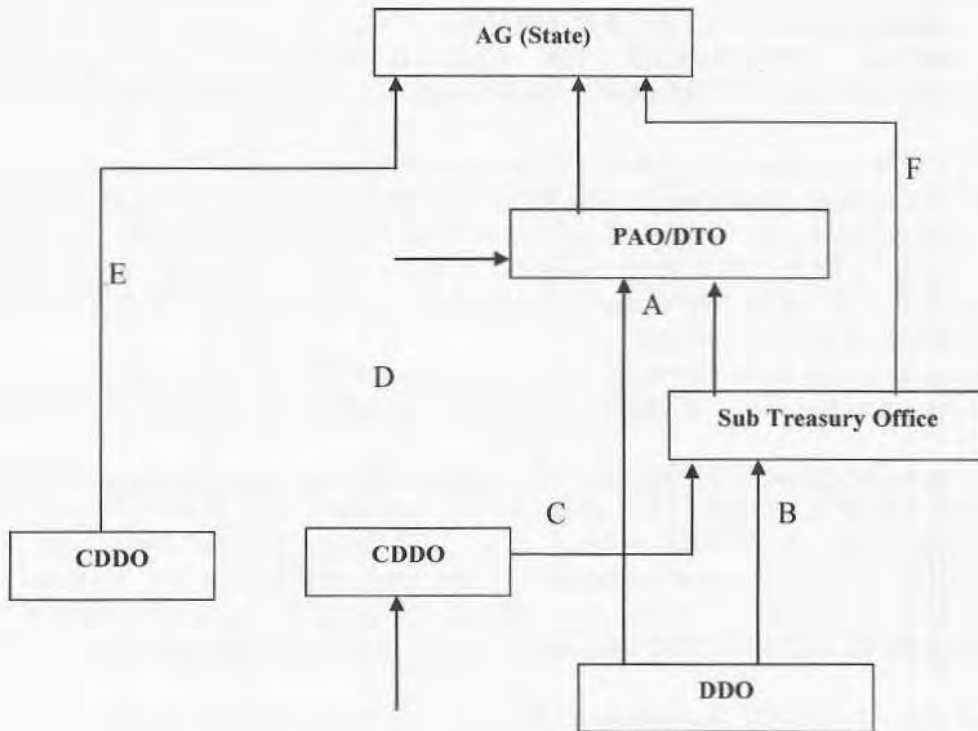 AG (State)
F
PAO/DTO
E
A
D
Sub Treasury Office
C
B
CDDO
CDDO
DDO